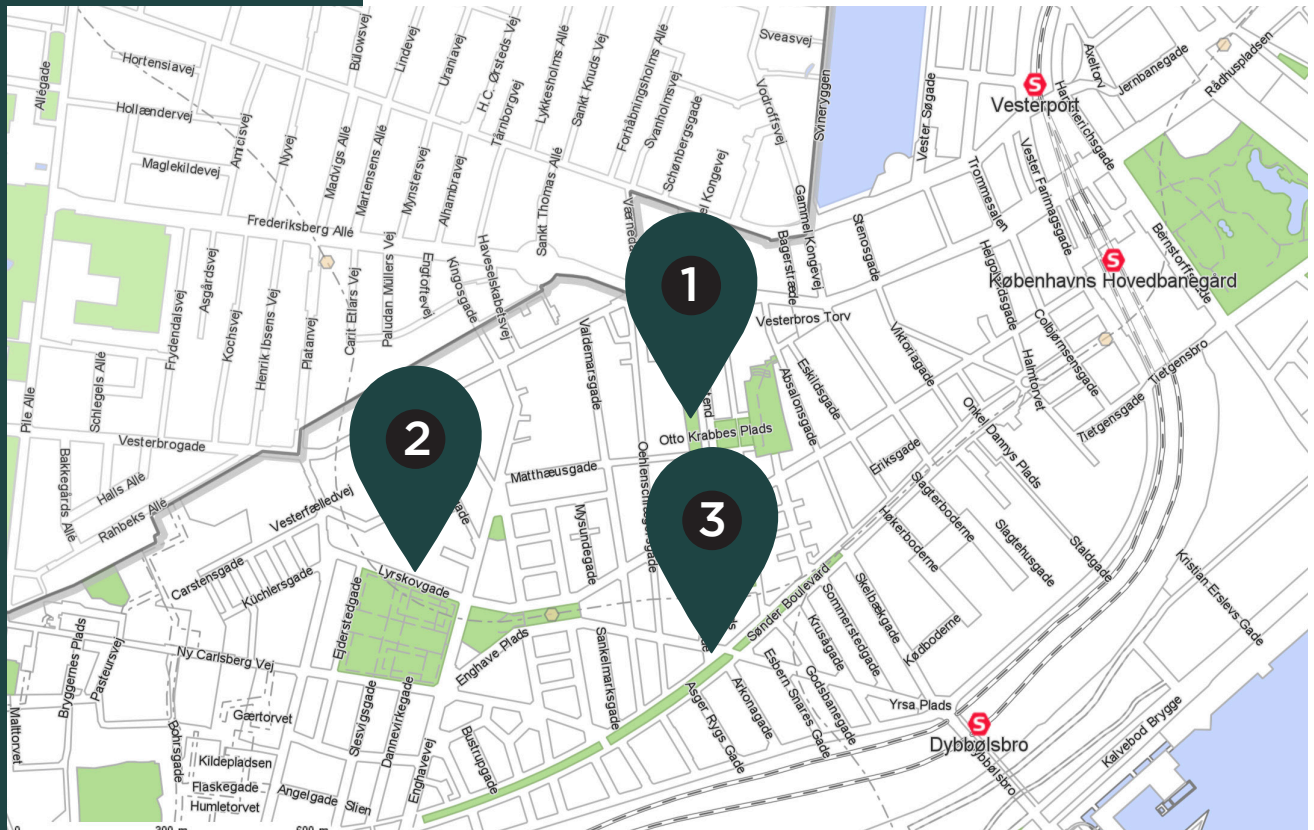 Allégade
Hortensiavej
Hollændervej
Maglekildevej
Amicisvej
Bülowsvej
Lindevej
Uraniavej
H.C. Ørsteds Vej
Tårnborgvej
Lykkesholms Allé
Sankt Knuds Vej
Forhåbningsholms Allé
Svanholmsvej
Schønbergsgade
Sveasvej
Vodroffsvej
Svineryggen
Vester Søgade
Vesterport
Axeltorv
Hammerichsgade
Jernbanegade
Rådhuspladsen
Nyvej
Madvigs Allé
Martensens Allé
Mynstersvej
Alhambravej
Sankt Thomas Allé
Frederiksberg Allé
Gammel Kongevej
Bagerstræde
Stenosgade
Trommesalen
Vester Farimagsgade
Helgolandsgade
Københavns Hovedbanegård
Bernstorffsgade
Colbjørnsensgade
Halmtorvet
Tietgensbro
Tietgensgade
Asgårdsvej
Frydendalsvej
Kochsvej
Henrik Ibsens Vej
Platanvej
Carit Etlars Vej
Paludan Müllers Vej
Engtoftevej
Kingosgade
Haveselskabetsvej
Valdemarsgade
1
Vesterbros Torv
Viktoriagade
Eskildsgade
Absalonsgade
Otto Krabbes Plads
Onkel Dannys Plads
Pile Allé
Schlegels Allé
Vesterbrogade
Bakkegårds Allé
Halls Allé
Rahbeks Allé
Vesterfælledvej
2
Matthæusgade
Mysundegade
Oehlenschlægersgade
3
Eriksgade
Slagterboderne
Høkerboderne
Slagtehusgade
Staldgade
Kristian Erslevs Gade
Carstensgade
Küchlersgade
Lyrskovgade
Ejderstedgade
Enghave Plads
Sankelmarksgade
Sønder Boulevard
Skelbækgade
Sommerstedgade
Krusågade
Kødboderne
Godsbanegade
Esbern Snares Gade
Arkonagade
Asger Rygs Gade
Yrsa Plads
Dybbølsbro
Dybbølsbro
Kalvebod Brygge
Bryggernes Plads
Pasteursvej
Ny Carlsberg Vej
Gærtorvet
Bohrsgade
Kildepladsen
Flaskegade
Humletorvet
Malttorvet
Slesvigsgade
Dannevirkegade
Enghavevej
Bustrupgade
Angelgade
Slien